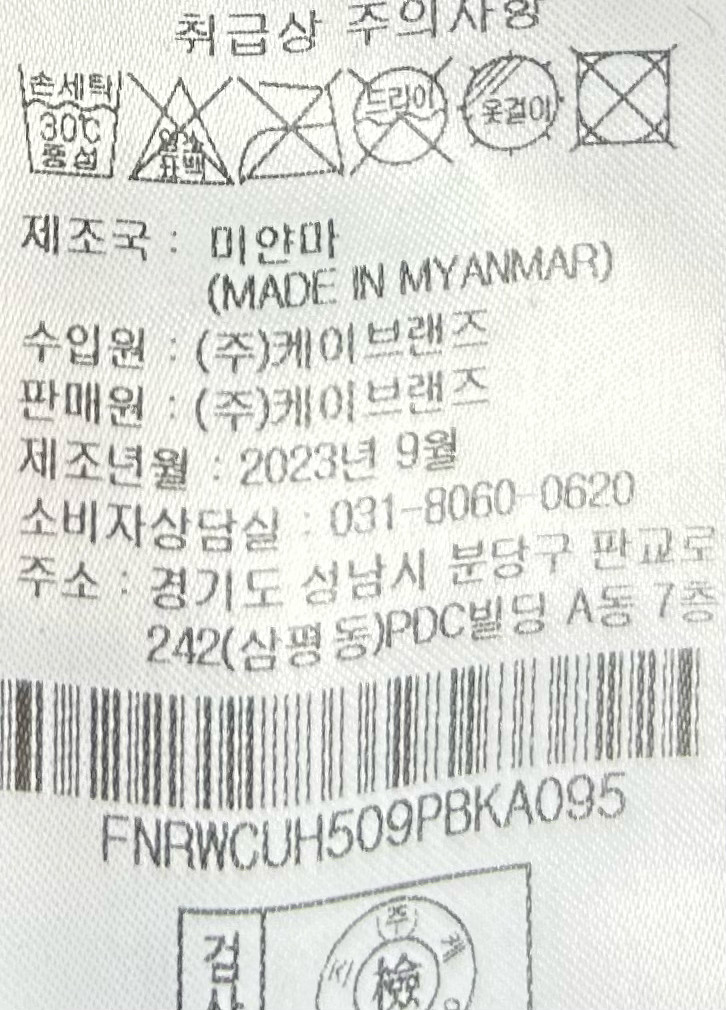 취급상 주의사항
손세탁
30℃
중성
염소
표백
드라이
옷걸이
제조국 : 미얀마
(MADE IN MYANMAR)
수입원 : (주)케이브랜즈
판매원 : (주)케이브랜즈
제조년월 : 2023년 9월
소비자상담실 : 031-8060-0620
주소 : 경기도 성남시 분당구 판교로
242(삼평동)PDC빌딩 A동 7층
FNRWCUH509PBKA095
검사
주
케
즈
檢